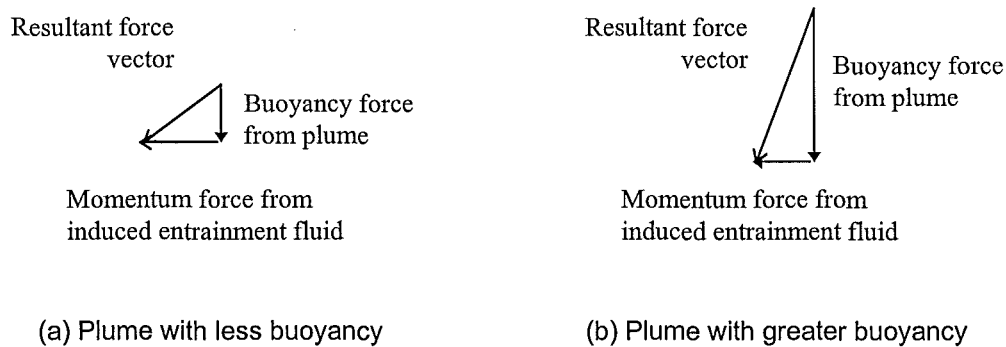 Resultant force
vector
Buoyancy force
from plume
Momentum force from
induced entrainment fluid
(a) Plume with less buoyancy
Resultant force
vector
Buoyancy force
from plume
Momentum force from
induced entrainment fluid
(b) Plume with greater buoyancy